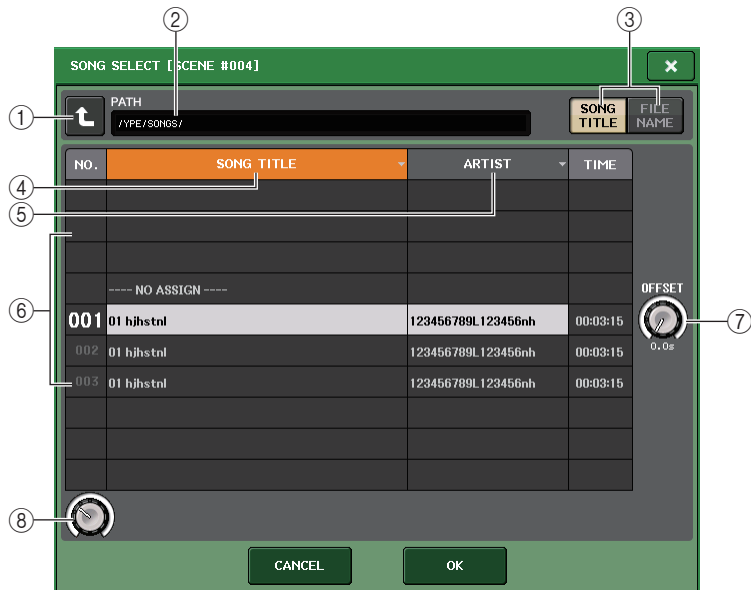 ② ③
SONG SELECT [SCENE #004]
①
PATH
/YPE/SONGS/
SONG TITLE
FILE NAME
NO. SONG TITLE ARTIST TIME
④
⑤
---- NO ASSIGN ----
OFFSET
⑥
001 01 hjhstnl 123456789L123456nh 00:03:15
⑦
0.0s
002 01 hjhstnl 123456789L123456nh 00:03:15
003 01 hjhstnl 123456789L123456nh 00:03:15
⑧
CANCEL OK